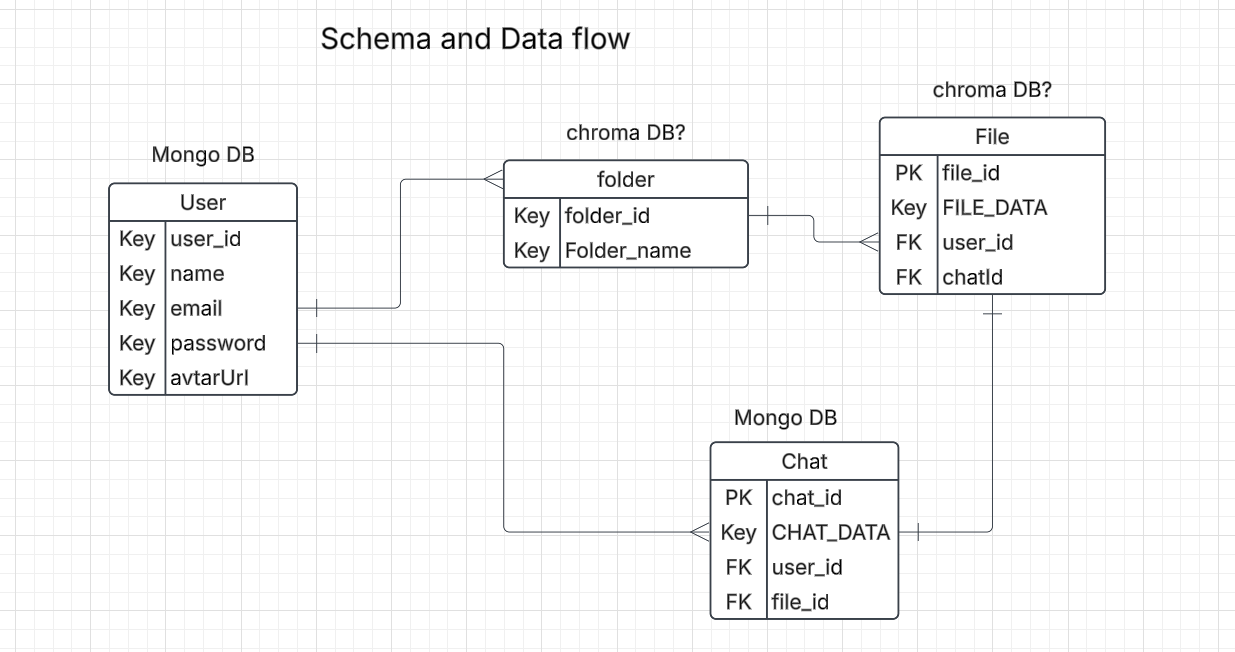 Schema and Data flow
Mongo DB
User
Key user_id
Key name
Key email
Key password
Key avtarUrl
chroma DB?
folder
Key folder_id
Key Folder_name
chroma DB?
File
PK file_id
Key FILE_DATA
FK user_id
FK chatId
Mongo DB
Chat
PK chat_id
Key CHAT_DATA
FK user_id
FK file_id